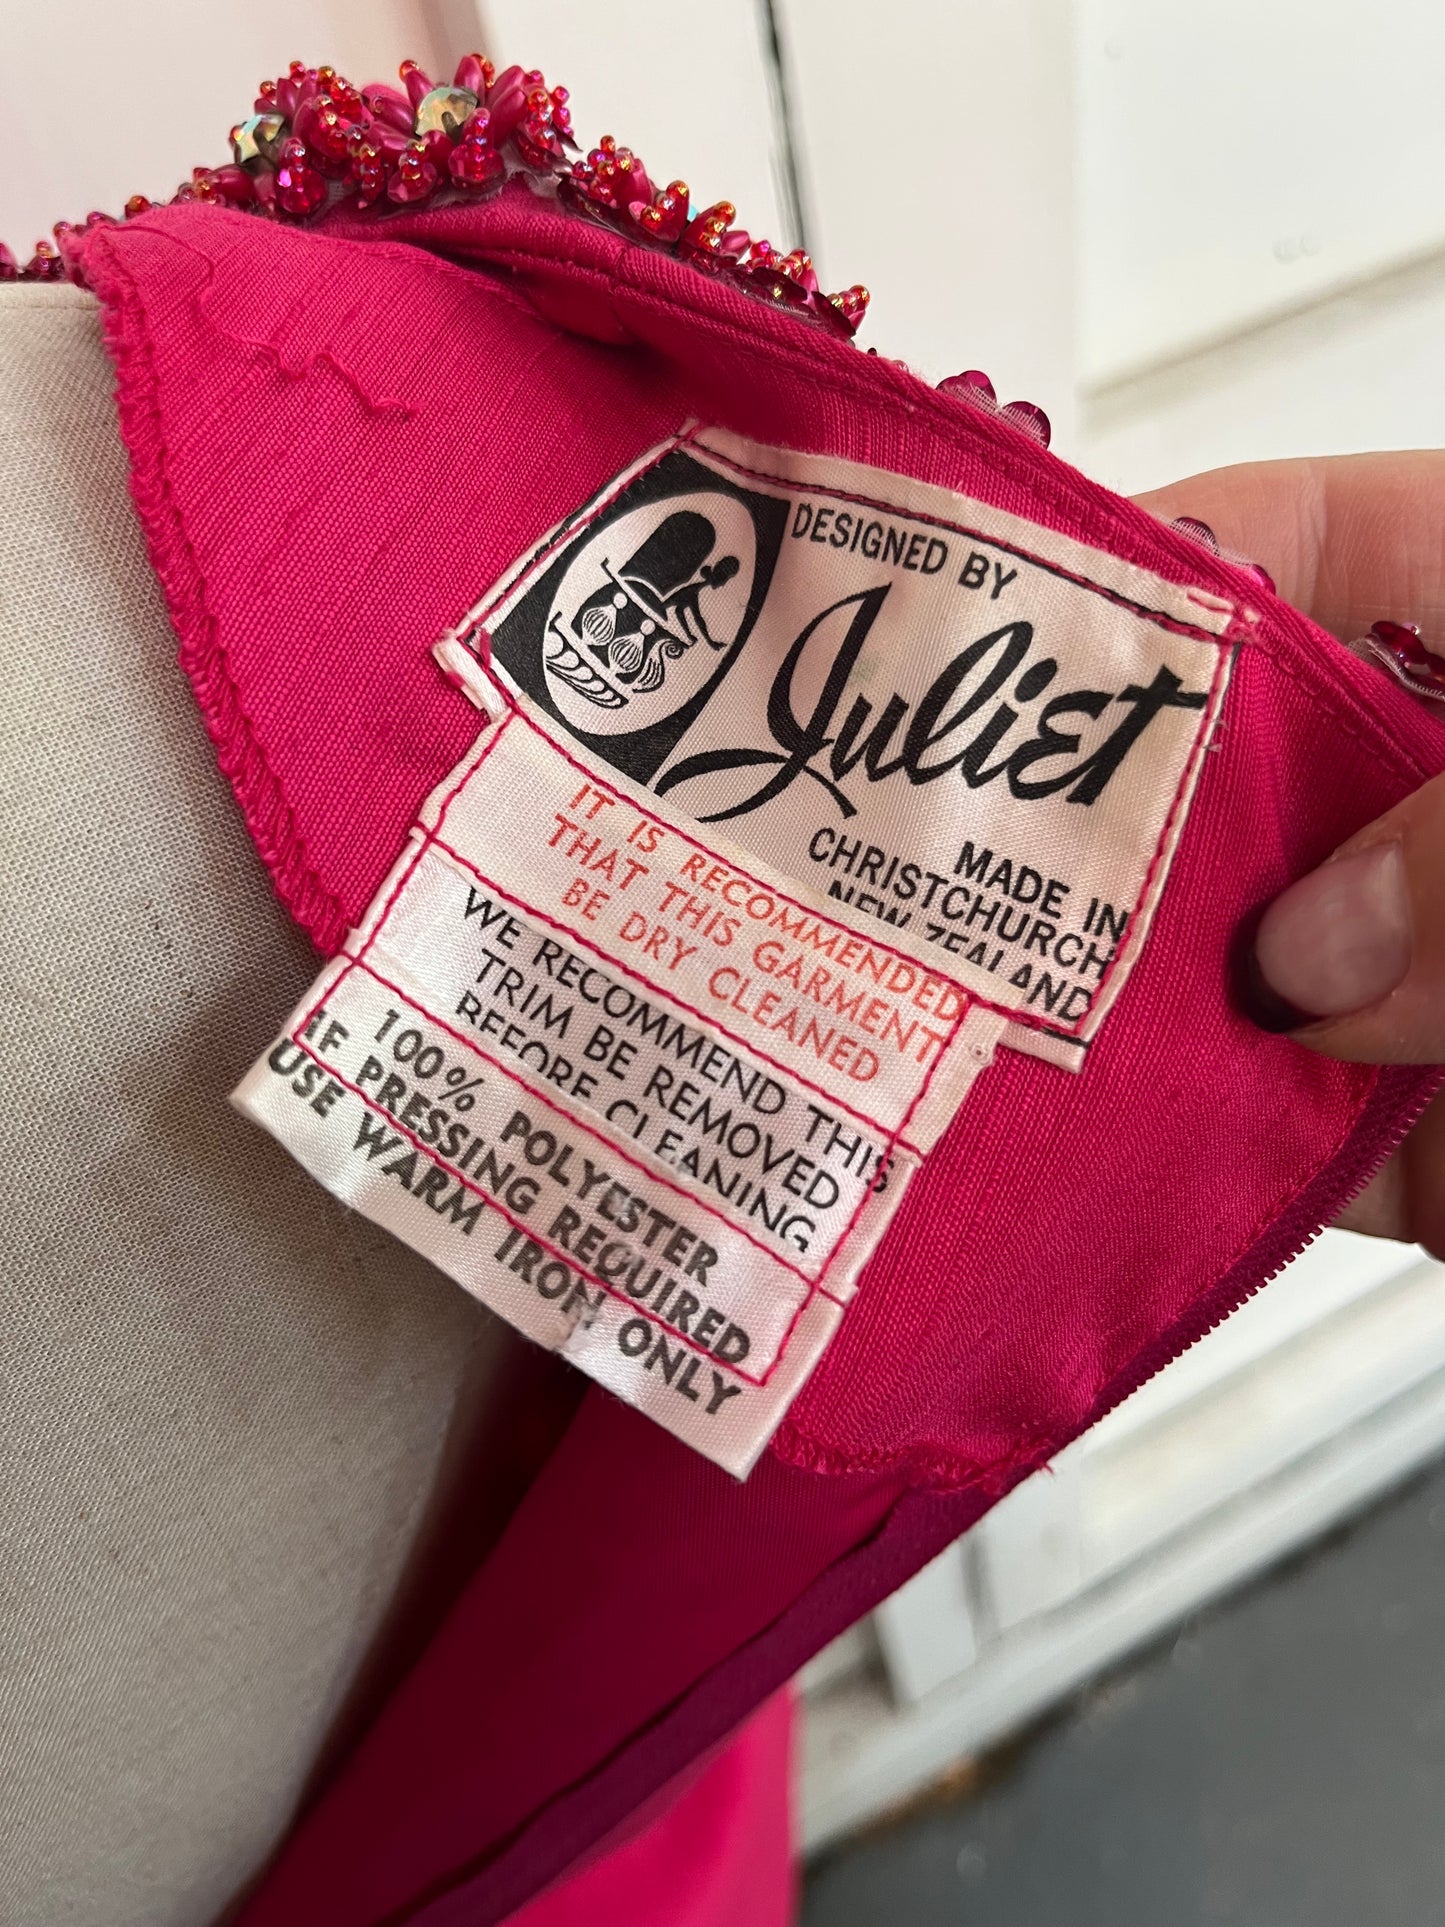 DESIGNED BY
Juliet
MADE IN
CHRISTCHURCH
NEW ZEALAND
IT IS RECOMMENDED
THAT THIS GARMENT
BE DRY CLEANED
WE RECOMMEND THIS
TRIM BE REMOVED
BEFORE CLEANING
100% POLYESTER
IF PRESSING REQUIRED
USE WARM IRON ONLY